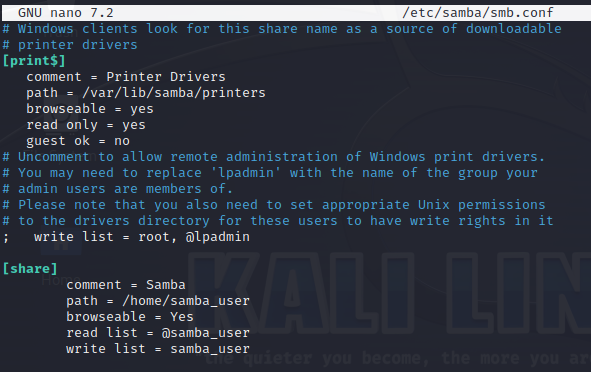 GNU nano 7.2 /etc/samba/smb.conf
# Windows clients look for this share name as a source of downloadable
# printer drivers
[print$]
   comment = Printer Drivers
   path = /var/lib/samba/printers
   browseable = yes
   read only = yes
   guest ok = no
# Uncomment to allow remote administration of Windows print drivers.
# You may need to replace 'lpadmin' with the name of the group your
# admin users are members of.
# Please note that you also need to set appropriate Unix permissions
# to the drivers directory for these users to have write rights in it
;   write list = root, @lpadmin
[share]
        comment = Samba
        path = /home/samba_user
        browseable = Yes
        read list = @samba_user
        write list = samba_user
Home
KALI LIN
the quieter you become, the more you are